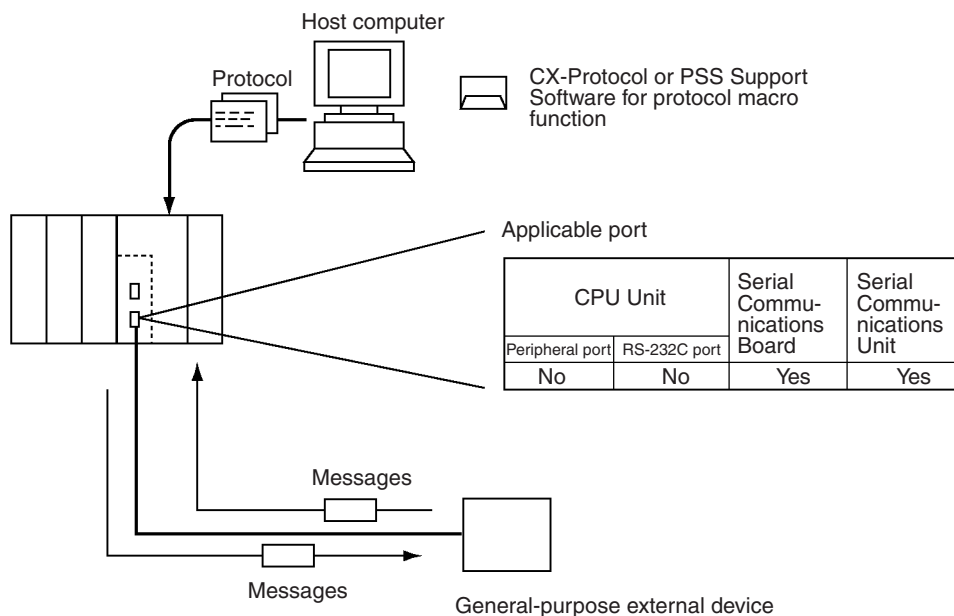 Host computer
Protocol
CX-Protocol or PSS Support
Software for protocol macro
function
Applicable port
CPU Unit
Serial
Commu-
nications
Board
Serial
Commu-
nications
Unit
Peripheral port
RS-232C port
No
No
Yes
Yes
Messages
Messages
General-purpose external device